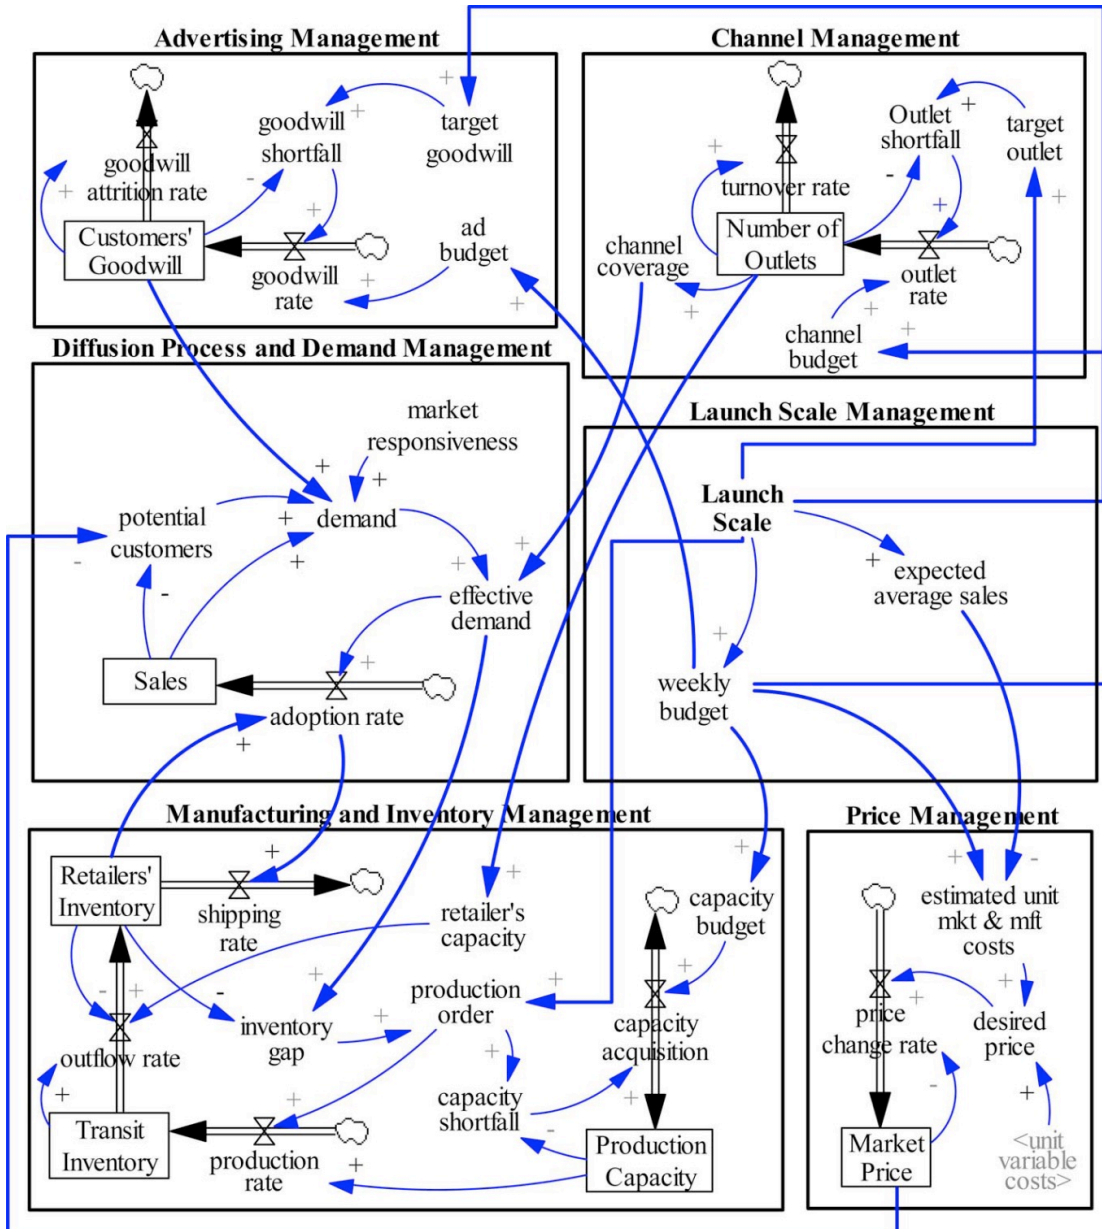 Advertising Management
goodwill
shortfall
target
goodwill
goodwill
attrition rate
Customers'
Goodwill
goodwill
rate
ad
budget
+
+
-
+
+
+
Channel Management
Outlet
shortfall
target
outlet
turnover rate
Number of
Outlets
channel
coverage
outlet
rate
channel
budget
+
+
+
-
+
+
+
+
Diffusion Process and Demand Management
market
responsiveness
potential
customers
demand
effective
demand
Sales
adoption rate
+
+
+
+
+
+
-
-
+
+
Launch Scale Management
Launch
Scale
expected
average sales
weekly
budget
+
+
Manufacturing and Inventory Management
Retailers'
Inventory
shipping
rate
retailer's
capacity
capacity
budget
production
order
inventory
gap
outflow rate
capacity
acquisition
capacity
shortfall
Transit
Inventory
production
rate
Production
Capacity
+
+
+
-
+
-
+
+
+
+
+
+
+
-
+
+
Price Management
estimated unit
mkt & mft
costs
price
change rate
desired
price
Market
Price
<unit
variable
costs>
+
-
+
+
-
+